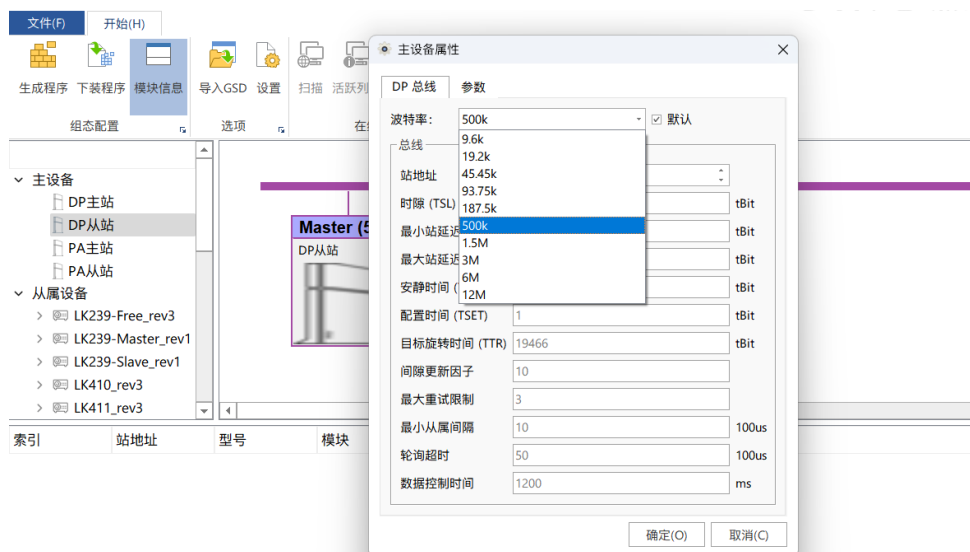 文件(F) 开始(H)
生成程序 下装程序 模块信息 导入GSD 设置 扫描 活跃列
组态配置 选项 在
主设备
DP主站
DP从站
PA主站
PA从站
从属设备
LK239-Free_rev3
LK239-Master_rev1
LK239-Slave_rev1
LK410_rev3
LK411_rev3
Master (5
DP从站
索引 站地址 型号 模块
主设备属性
DP 总线 参数
波特率: 500k 默认
9.6k
19.2k
45.45k
93.75k
187.5k
500k
1.5M
3M
6M
12M
总线
站地址
时隙 (TSL) tBit
最小站延迟 tBit
最大站延迟 tBit
安静时间 ( tBit
配置时间 (TSET) 1 tBit
目标旋转时间 (TTR) 19466 tBit
间隙更新因子 10
最大重试限制 3
最小从属间隔 10 100us
轮询超时 50 100us
数据控制时间 1200 ms
确定(O) 取消(C)